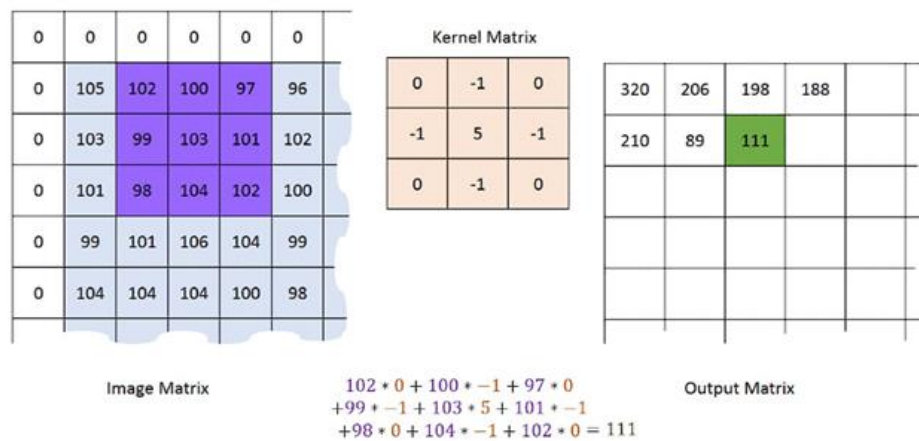 0 0 0 0 0 0
Kernel Matrix
0 105 102 100 97 96
0 -1 0
320 206 198 188
0 103 99 103 101 102
-1 5 -1
210 89 111
0 101 98 104 102 100
0 -1 0
0 99 101 106 104 99
0 104 104 104 100 98
Image Matrix
Output Matrix
102 * 0 + 100 * −1 + 97 * 0
+99 * −1 + 103 * 5 + 101 * −1
+98 * 0 + 104 * −1 + 102 * 0 = 111